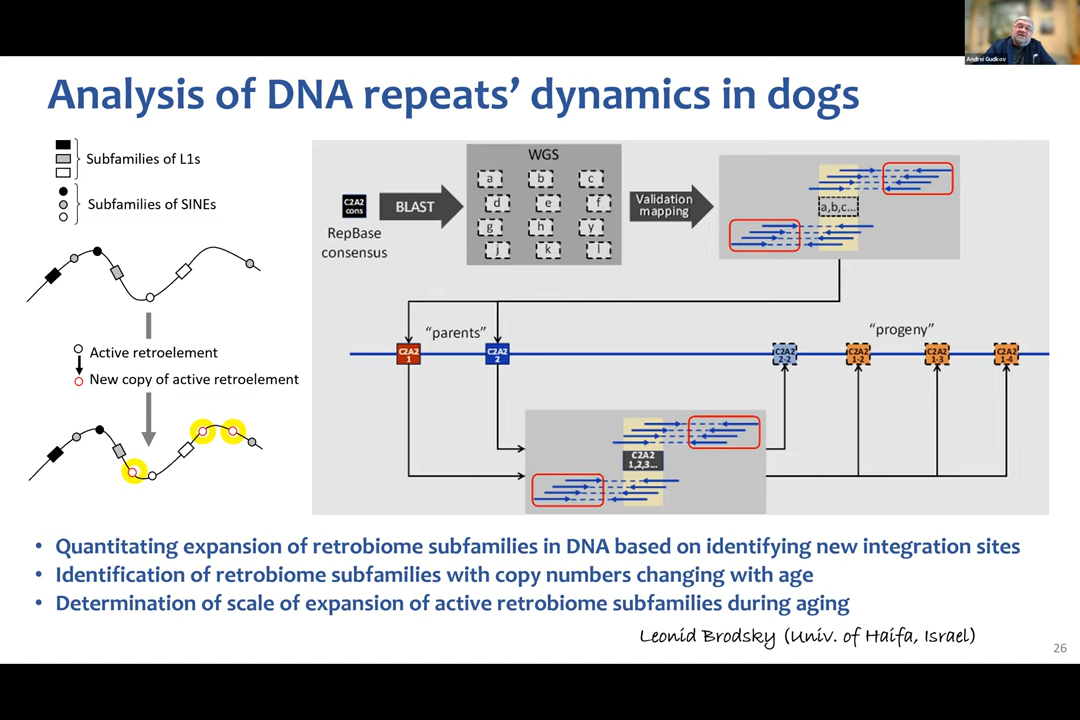 Andrei Gudkov
Analysis of DNA repeats’ dynamics in dogs
Subfamilies of L1s
Subfamilies of SINEs
Active retroelement
New copy of active retroelement
C2A2
cons
RepBase
consensus
BLAST
WGS
a b c
d e f
g h y
j k l
Validation
mapping
a,b,c...
“parents”
“progeny”
C2A2
1
C2A2
2
C2A2
2-2
C2A2
1-2
C2A2
1-3
C2A2
1-4
C2A2
1,2,3...
• Quantitating expansion of retrobiome subfamilies in DNA based on identifying new integration sites
• Identification of retrobiome subfamilies with copy numbers changing with age
• Determination of scale of expansion of active retrobiome subfamilies during aging
Leonid Brodsky (Univ. of Haifa, Israel)
26